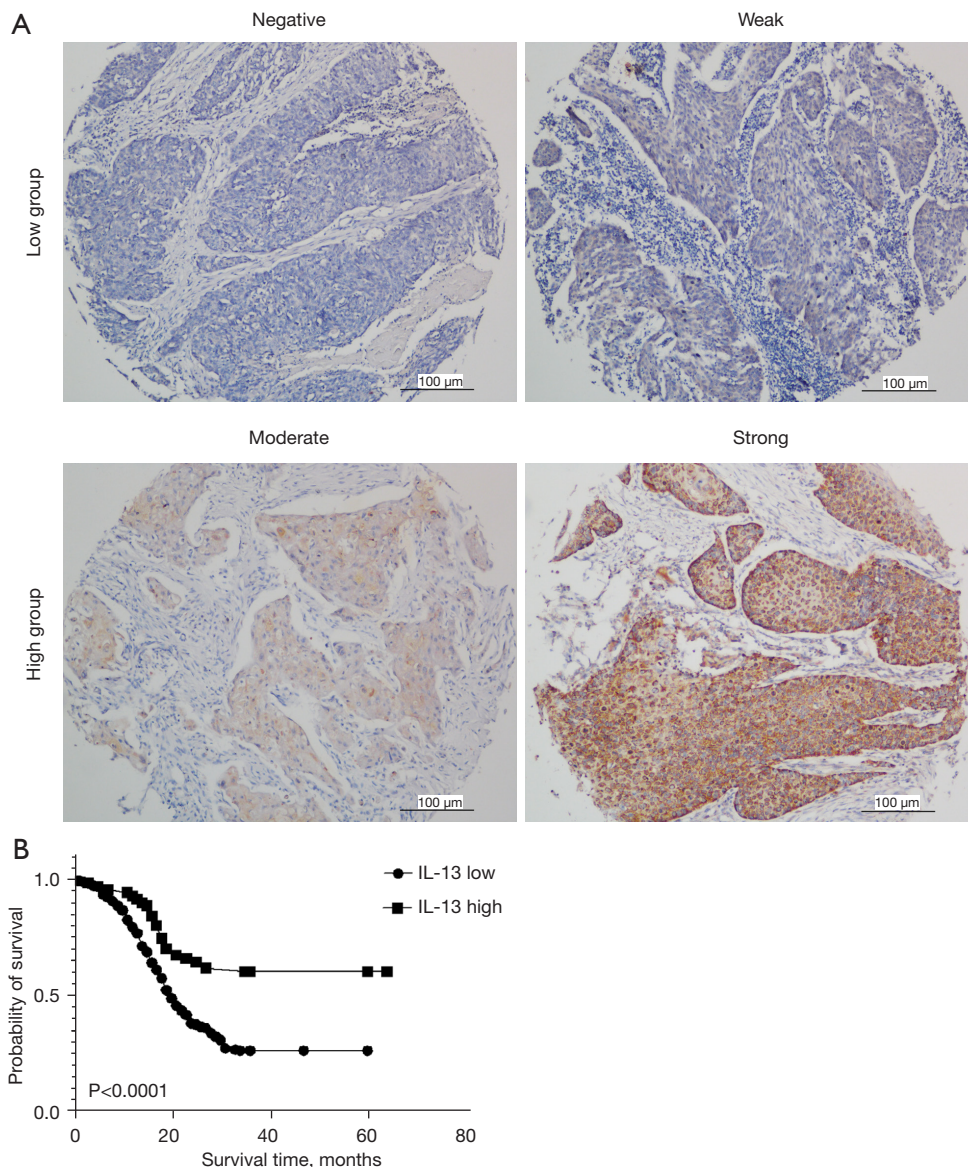 A
Negative
Weak
Low group
100 µm
100 µm
Moderate
Strong
High group
100 µm
100 µm
B
IL-13 low
IL-13 high
1.0
0.5
0.0
Probability of survival
P<0.0001
0
20
40
60
80
Survival time, months